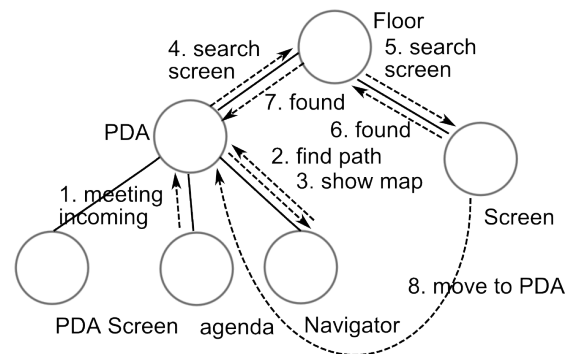 Floor
4. search
screen
5. search
screen
7. found
PDA
6. found
2. find path
3. show map
1. meeting
incoming
Screen
8. move to PDA
PDA Screen
agenda
Navigator